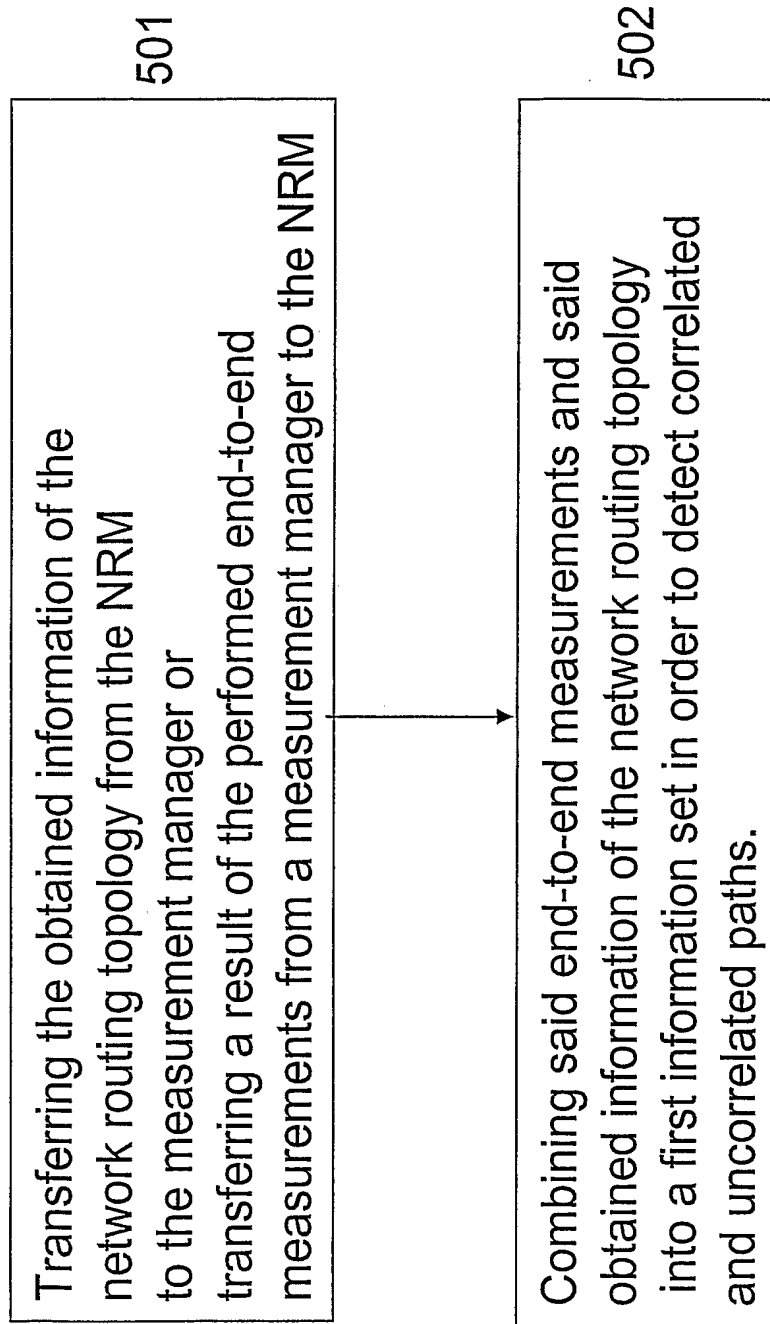 Transferring the obtained information of the
network routing topology from the NRM
to the measurement manager or
transferring a result of the performed end-to-end
measurements from a measurement manager to the NRM
501
Combining said end-to-end measurements and said
obtained information of the network routing topology
into a first information set in order to detect correlated
and uncorrelated paths.
502